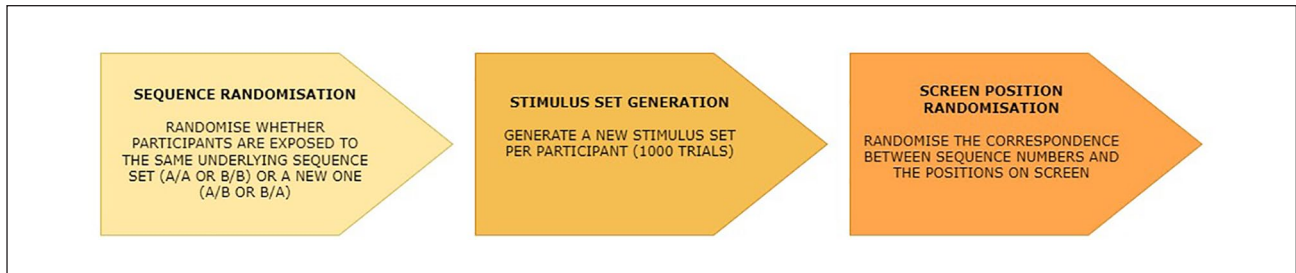 SEQUENCE RANDOMISATION
RANDOMISE WHETHER
PARTICIPANTS ARE EXPOSED TO
THE SAME UNDERLYING SEQUENCE
SET (A/A OR B/B) OR A NEW ONE
(A/B OR B/A)
STIMULUS SET GENERATION
GENERATE A NEW STIMULUS SET
PER PARTICIPANT (1000 TRIALS)
SCREEN POSITION
RANDOMISATION
RANDOMISE THE CORRESPONDENCE
BETWEEN SEQUENCE NUMBERS AND
THE POSITIONS ON SCREEN